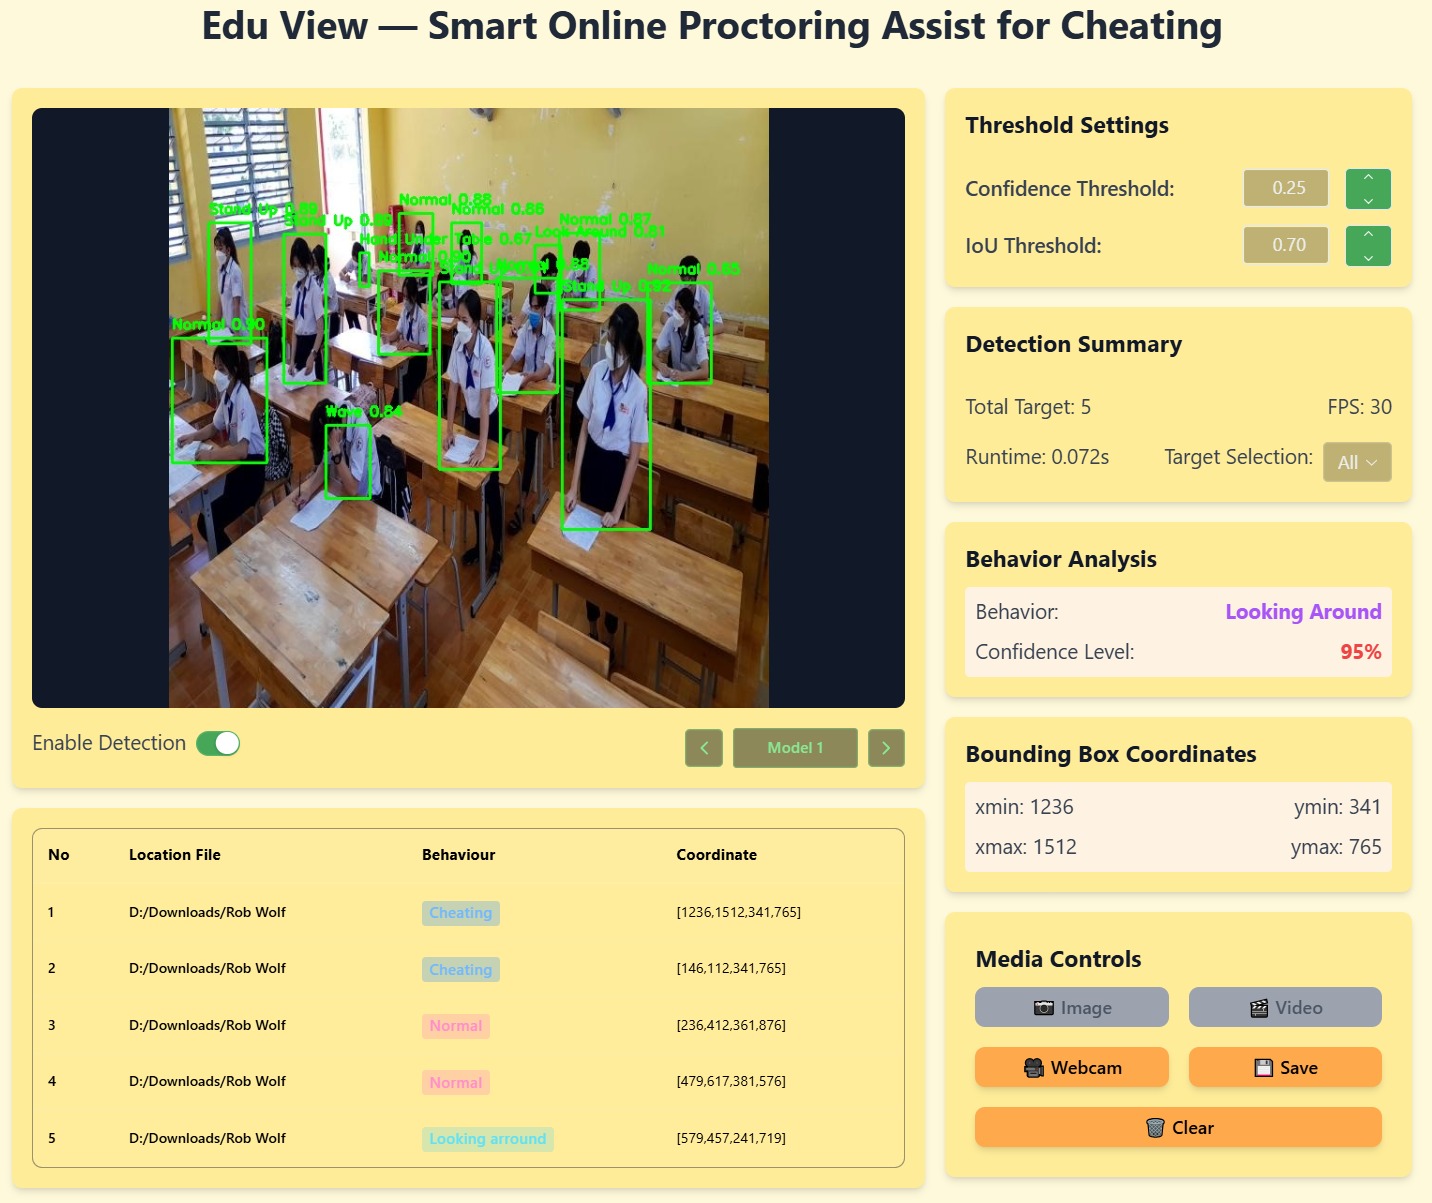 Edu View — Smart Online Proctoring Assist for Cheating
Normal 0.88
Stand Up 0.89
Normal 0.86
Stand Up
Normal 0.87
Look Around 0.81
Hand Under Table 0.67
Normal 0.90
Normal 0.88
Normal 0.85
Stand Up 0.92
Normal 0.90
Wave 0.84
Enable Detection
Model 1
No Location File Behaviour Coordinate
1 D:/Downloads/Rob Wolf Cheating [1236,1512,341,765]
2 D:/Downloads/Rob Wolf Cheating [146,112,341,765]
3 D:/Downloads/Rob Wolf Normal [236,412,361,876]
4 D:/Downloads/Rob Wolf Normal [479,617,381,576]
5 D:/Downloads/Rob Wolf Looking arround [579,457,241,719]
Threshold Settings
Confidence Threshold: 0.25
IoU Threshold: 0.70
Detection Summary
Total Target: 5 FPS: 30
Runtime: 0.072s Target Selection: All
Behavior Analysis
Behavior: Looking Around
Confidence Level: 95%
Bounding Box Coordinates
xmin: 1236 ymin: 341
xmax: 1512 ymax: 765
Media Controls
Image Video
Webcam Save
Clear